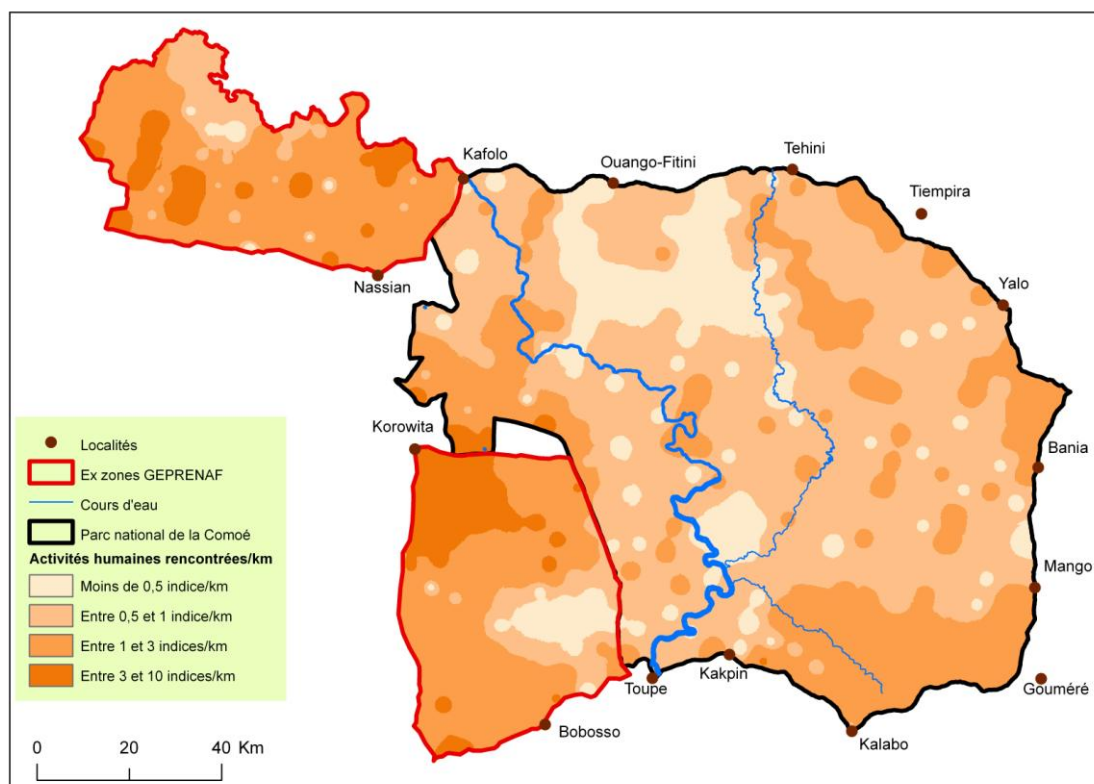 Kafolo
Ouango-Fitini
Tehini
Tiempira
Nassian
Yalo
Korowita
Bania
Mango
Toupe
Kakpin
Gouméré
Bobosso
Kalabo
Localités
Ex zones GEPRENAF
Cours d'eau
Parc national de la Comoé
Activités humaines rencontrées/km
Moins de 0,5 indice/km
Entre 0,5 et 1 indice/km
Entre 1 et 3 indices/km
Entre 3 et 10 indices/km
0 20 40 Km